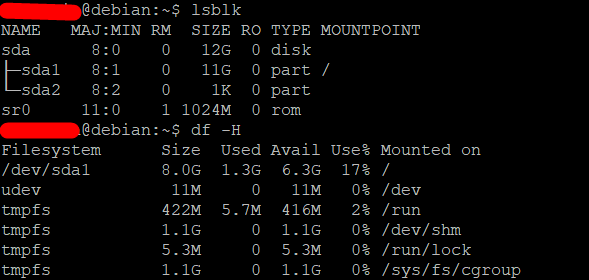 @debian:~$ lsblk
NAME   MAJ:MIN RM  SIZE RO TYPE MOUNTPOINT
sda      8:0    0   12G  0 disk
├─sda1   8:1    0   11G  0 part /
└─sda2   8:2    0    1K  0 part
sr0     11:0    1 1024M  0 rom
@debian:~$ df -H
Filesystem      Size  Used Avail Use% Mounted on
/dev/sda1       8.0G  1.3G  6.3G  17% /
udev             11M     0   11M   0% /dev
tmpfs           422M  5.7M  416M   2% /run
tmpfs           1.1G     0  1.1G   0% /dev/shm
tmpfs           5.3M     0  5.3M   0% /run/lock
tmpfs           1.1G     0  1.1G   0% /sys/fs/cgroup